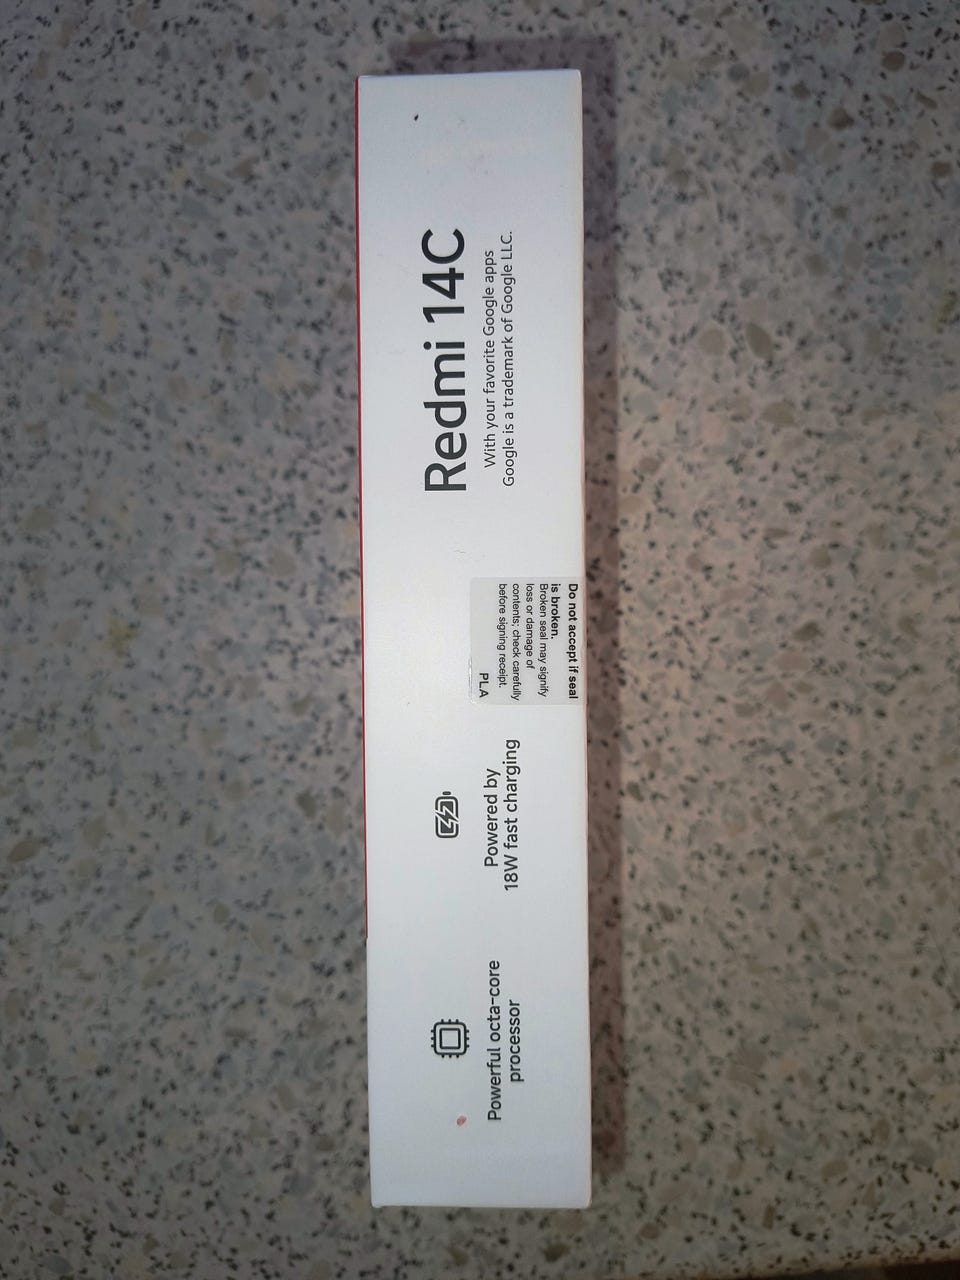 Redmi 14C
With your favorite Google apps
Google is a trademark of Google LLC.
Do not accept if seal
is broken.
Broken seal may signify
loss or damage of
contents; check carefully
before signing receipt.
PLA
Powered by
18W fast charging
Powerful octa-core
processor